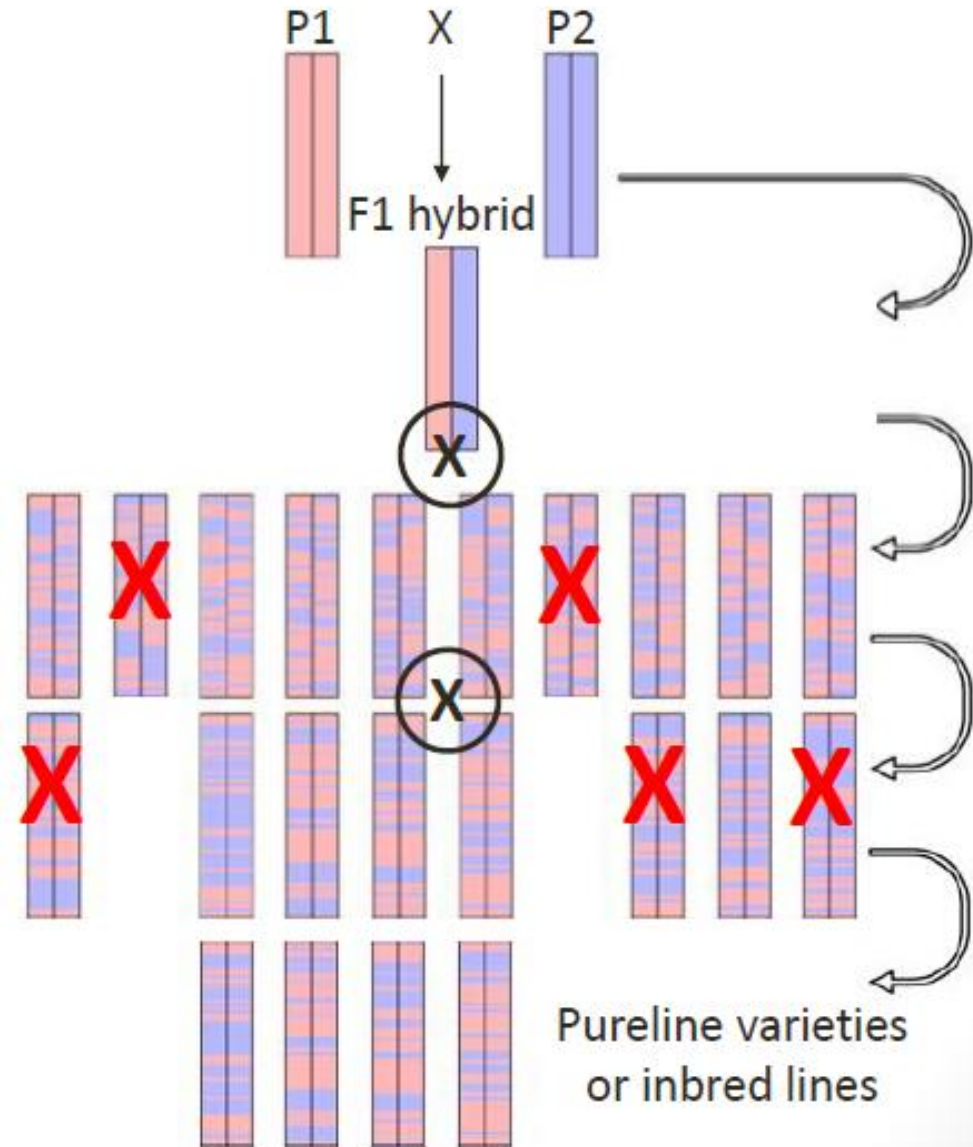 P1 X P2
F1 hybrid
X
X X
X
X X X
Pureline varieties
or inbred lines